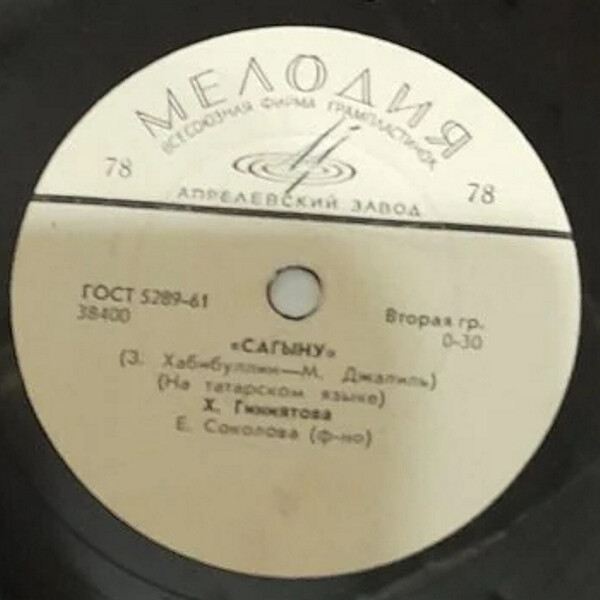 МЕЛОДИЯ
ВСЕСОЮЗНАЯ ФИРМА ГРАМПЛАСТИНОК
78 78
АПРЕЛЕВСКИЙ ЗАВОД
ГОСТ 5289-61 Вторая гр.
38400 0-30
«САГЫНУ»
(З. Хабибуллин—М. Джалиль)
(На татарском языке)
Х. Гиниятова
Е. Соколова (ф-но)